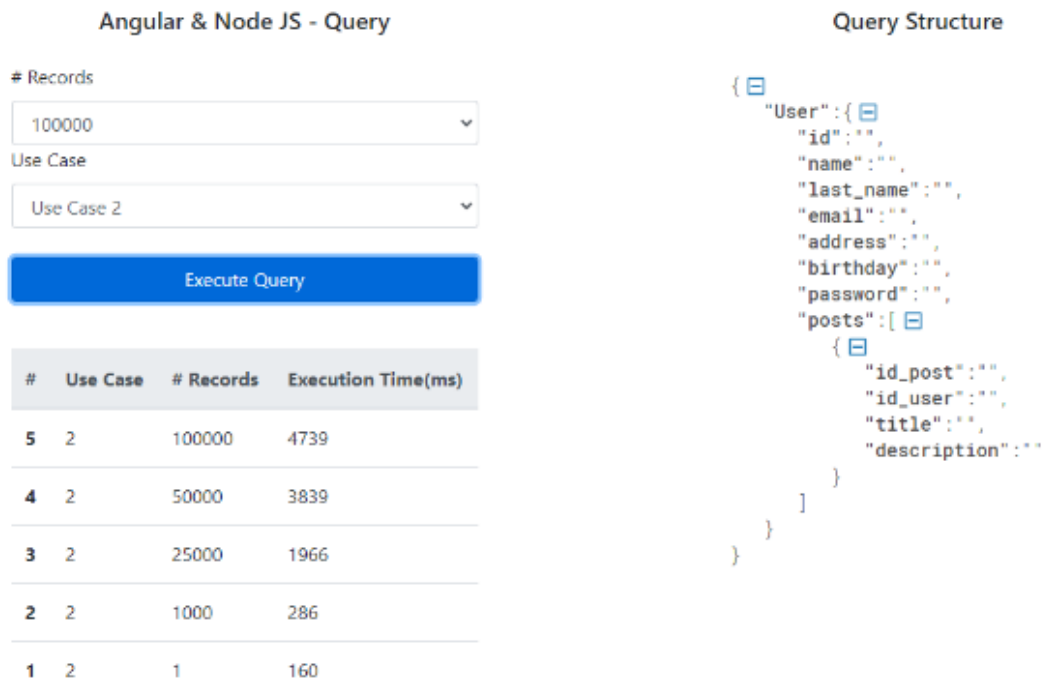 Angular & Node JS - Query
# Records
100000
Use Case
Use Case 2
Execute Query
# Use Case # Records Execution Time(ms)
5 2 100000 4739
4 2 50000 3839
3 2 25000 1966
2 2 1000 286
1 2 1 160
Query Structure
{
"User":{
"id":"",
"name":"",
"last_name":"",
"email":"",
"address":"",
"birthday":"",
"password":"",
"posts":[
{
"id_post":"",
"id_user":"",
"title":"",
"description":""
}
]
}
}